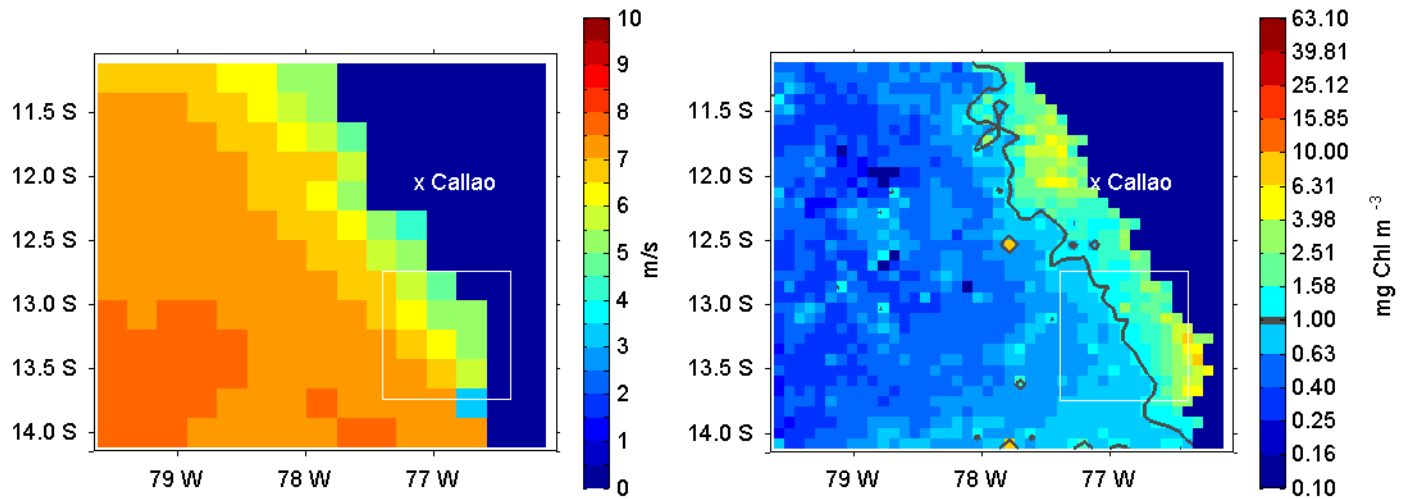 11.5 S
12.0 S
12.5 S
13.0 S
13.5 S
14.0 S
79 W
78 W
77 W
x Callao
10
9
8
7
6
5
4
3
2
1
0
m/s
11.5 S
12.0 S
12.5 S
13.0 S
13.5 S
14.0 S
79 W
78 W
77 W
x Callao
63.10
39.81
25.12
15.85
10.00
6.31
3.98
2.51
1.58
1.00
0.63
0.40
0.25
0.16
0.10
mg Chl m⁻³